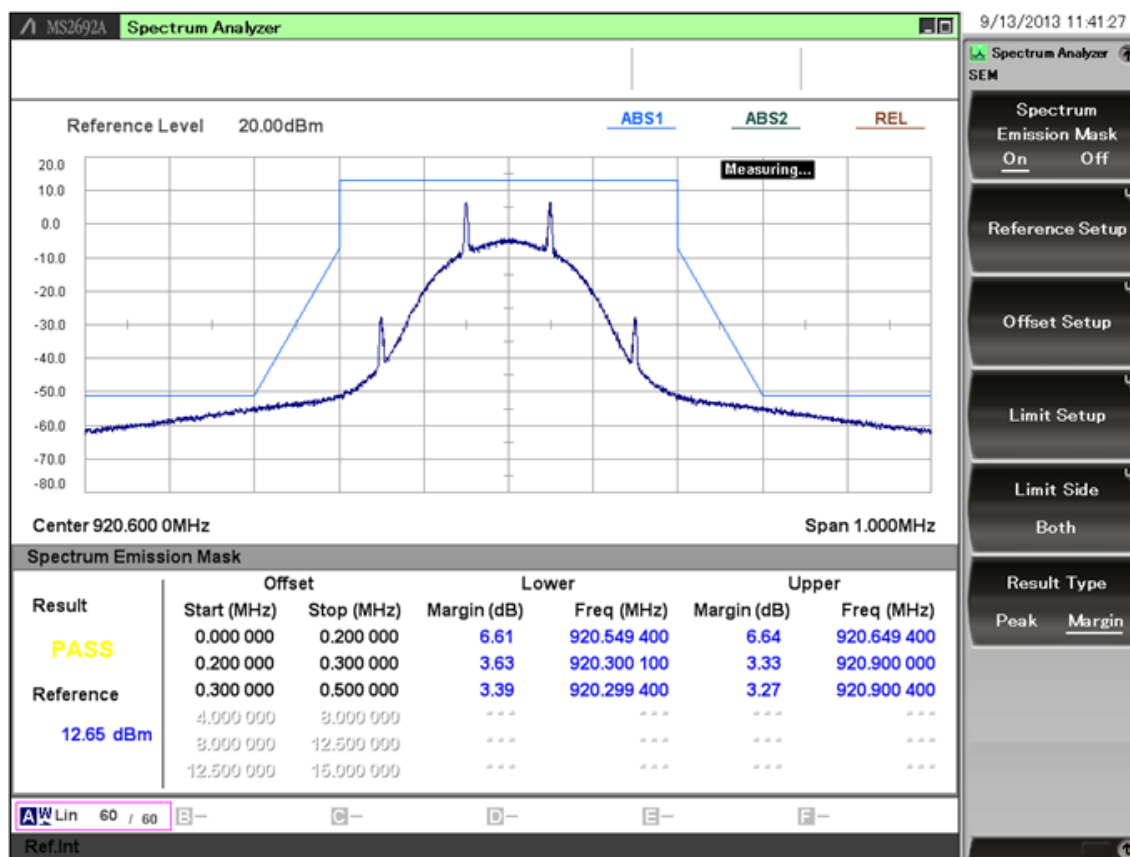 MS2692A Spectrum Analyzer
9/13/2013 11:41:27
Spectrum Analyzer
SEM
Reference Level 20.00dBm
ABS1 ABS2 REL
Measuring...
20.0
10.0
0.0
-10.0
-20.0
-30.0
-40.0
-50.0
-60.0
-70.0
-80.0
Center 920.600 0MHz
Span 1.000MHz
Spectrum Emission Mask
Offset Lower Upper
Result Start (MHz) Stop (MHz) Margin (dB) Freq (MHz) Margin (dB) Freq (MHz)
0.000 000 0.200 000 6.61 920.549 400 6.64 920.649 400
PASS
0.200 000 0.300 000 3.63 920.300 100 3.33 920.900 000
Reference 0.300 000 0.500 000 3.39 920.299 400 3.27 920.900 400
4.000 000 8.000 000 *** *** *** ***
12.65 dBm
8.000 000 12.500 000 *** *** *** ***
12.500 000 15.000 000 *** *** *** ***
A W Lin 60 / 60 B- C- D- E- F-
Ref.Int
Spectrum
Emission Mask
On Off
Reference Setup
Offset Setup
Limit Setup
Limit Side
Both
Result Type
Peak Margin